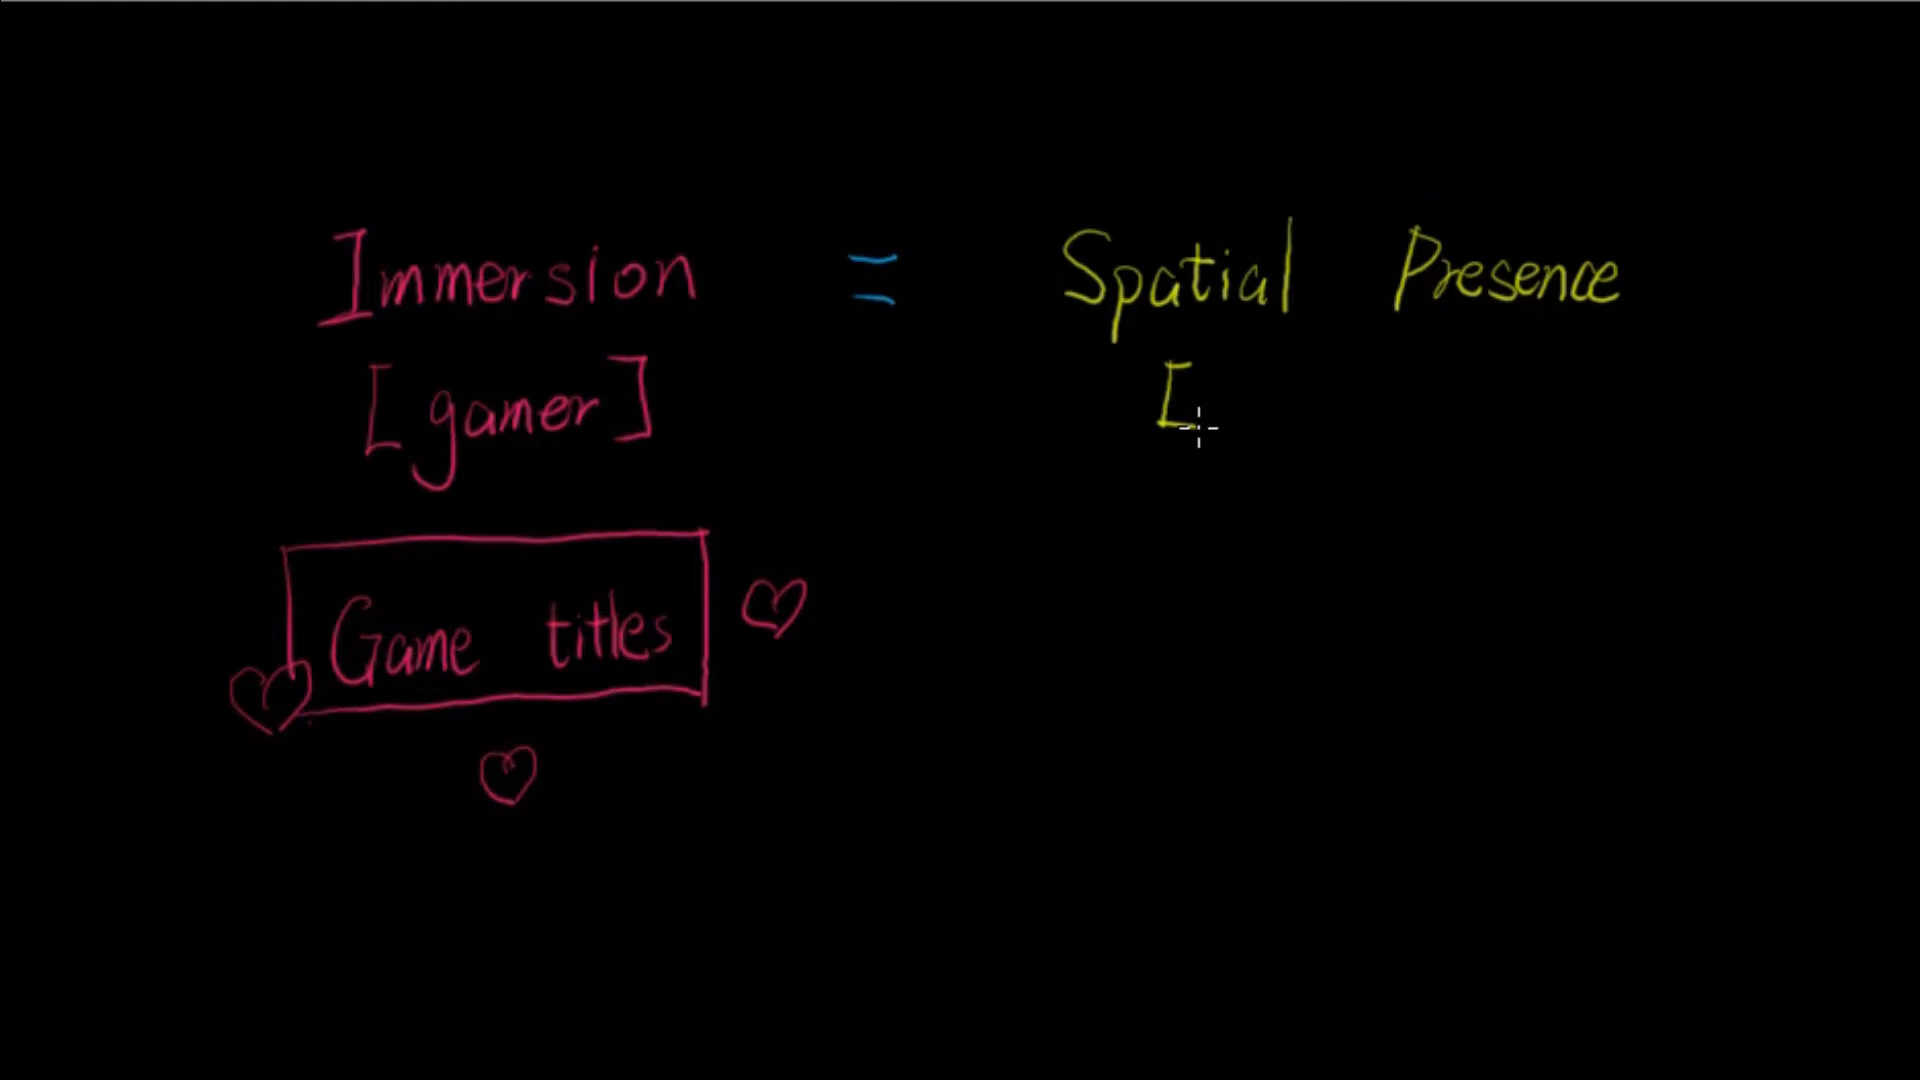 Immersion = Spatial Presence
[gamer] [
Game titles